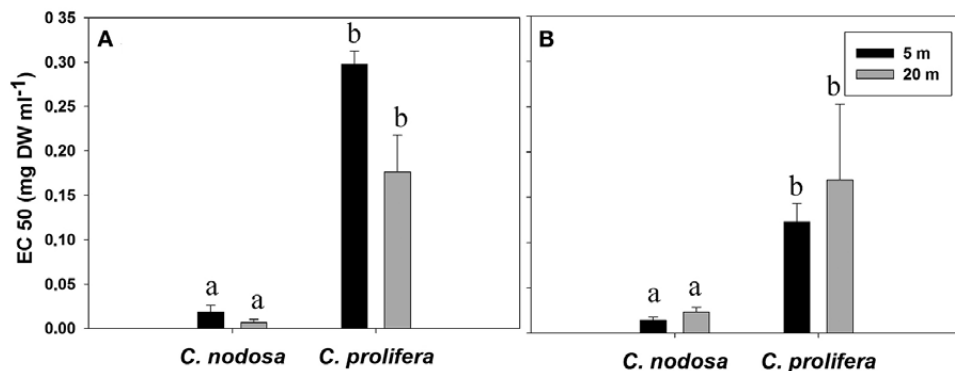 A
B
EC 50 (mg DW ml-1)
0 35
0,30
0,25
0,20
0,15
0,10
0,05
0.00
a
a
b
b
a
a
b
b
5 m
20 m
C. nodosa
C. prolifera
C. nodosa
C. prolifera